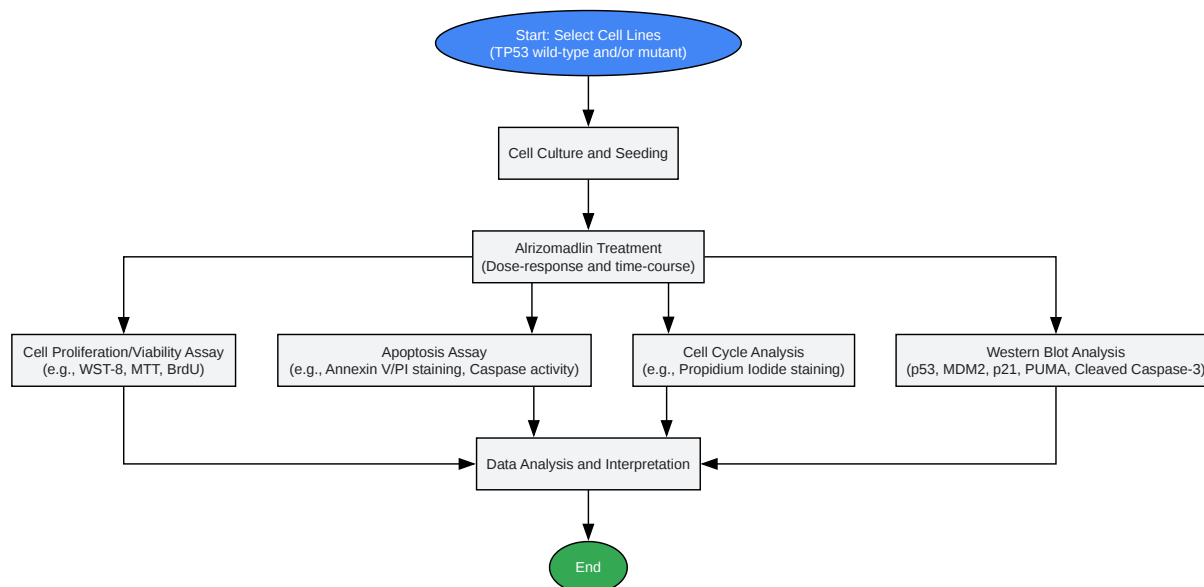 Start: Select Cell Lines
(TP53 wild-type and/or mutant)
Cell Culture and Seeding
Alrizomadlin Treatment
(Dose-response and time-course)
Cell Proliferation/Viability Assay
(e.g., WST-8, MTT, BrdU)
Apoptosis Assay
(e.g., Annexin V/PI staining, Caspase activity)
Cell Cycle Analysis
(e.g., Propidium Iodide staining)
Western Blot Analysis
(p53, MDM2, p21, PUMA, Cleaved Caspase-3)
Data Analysis and Interpretation
End